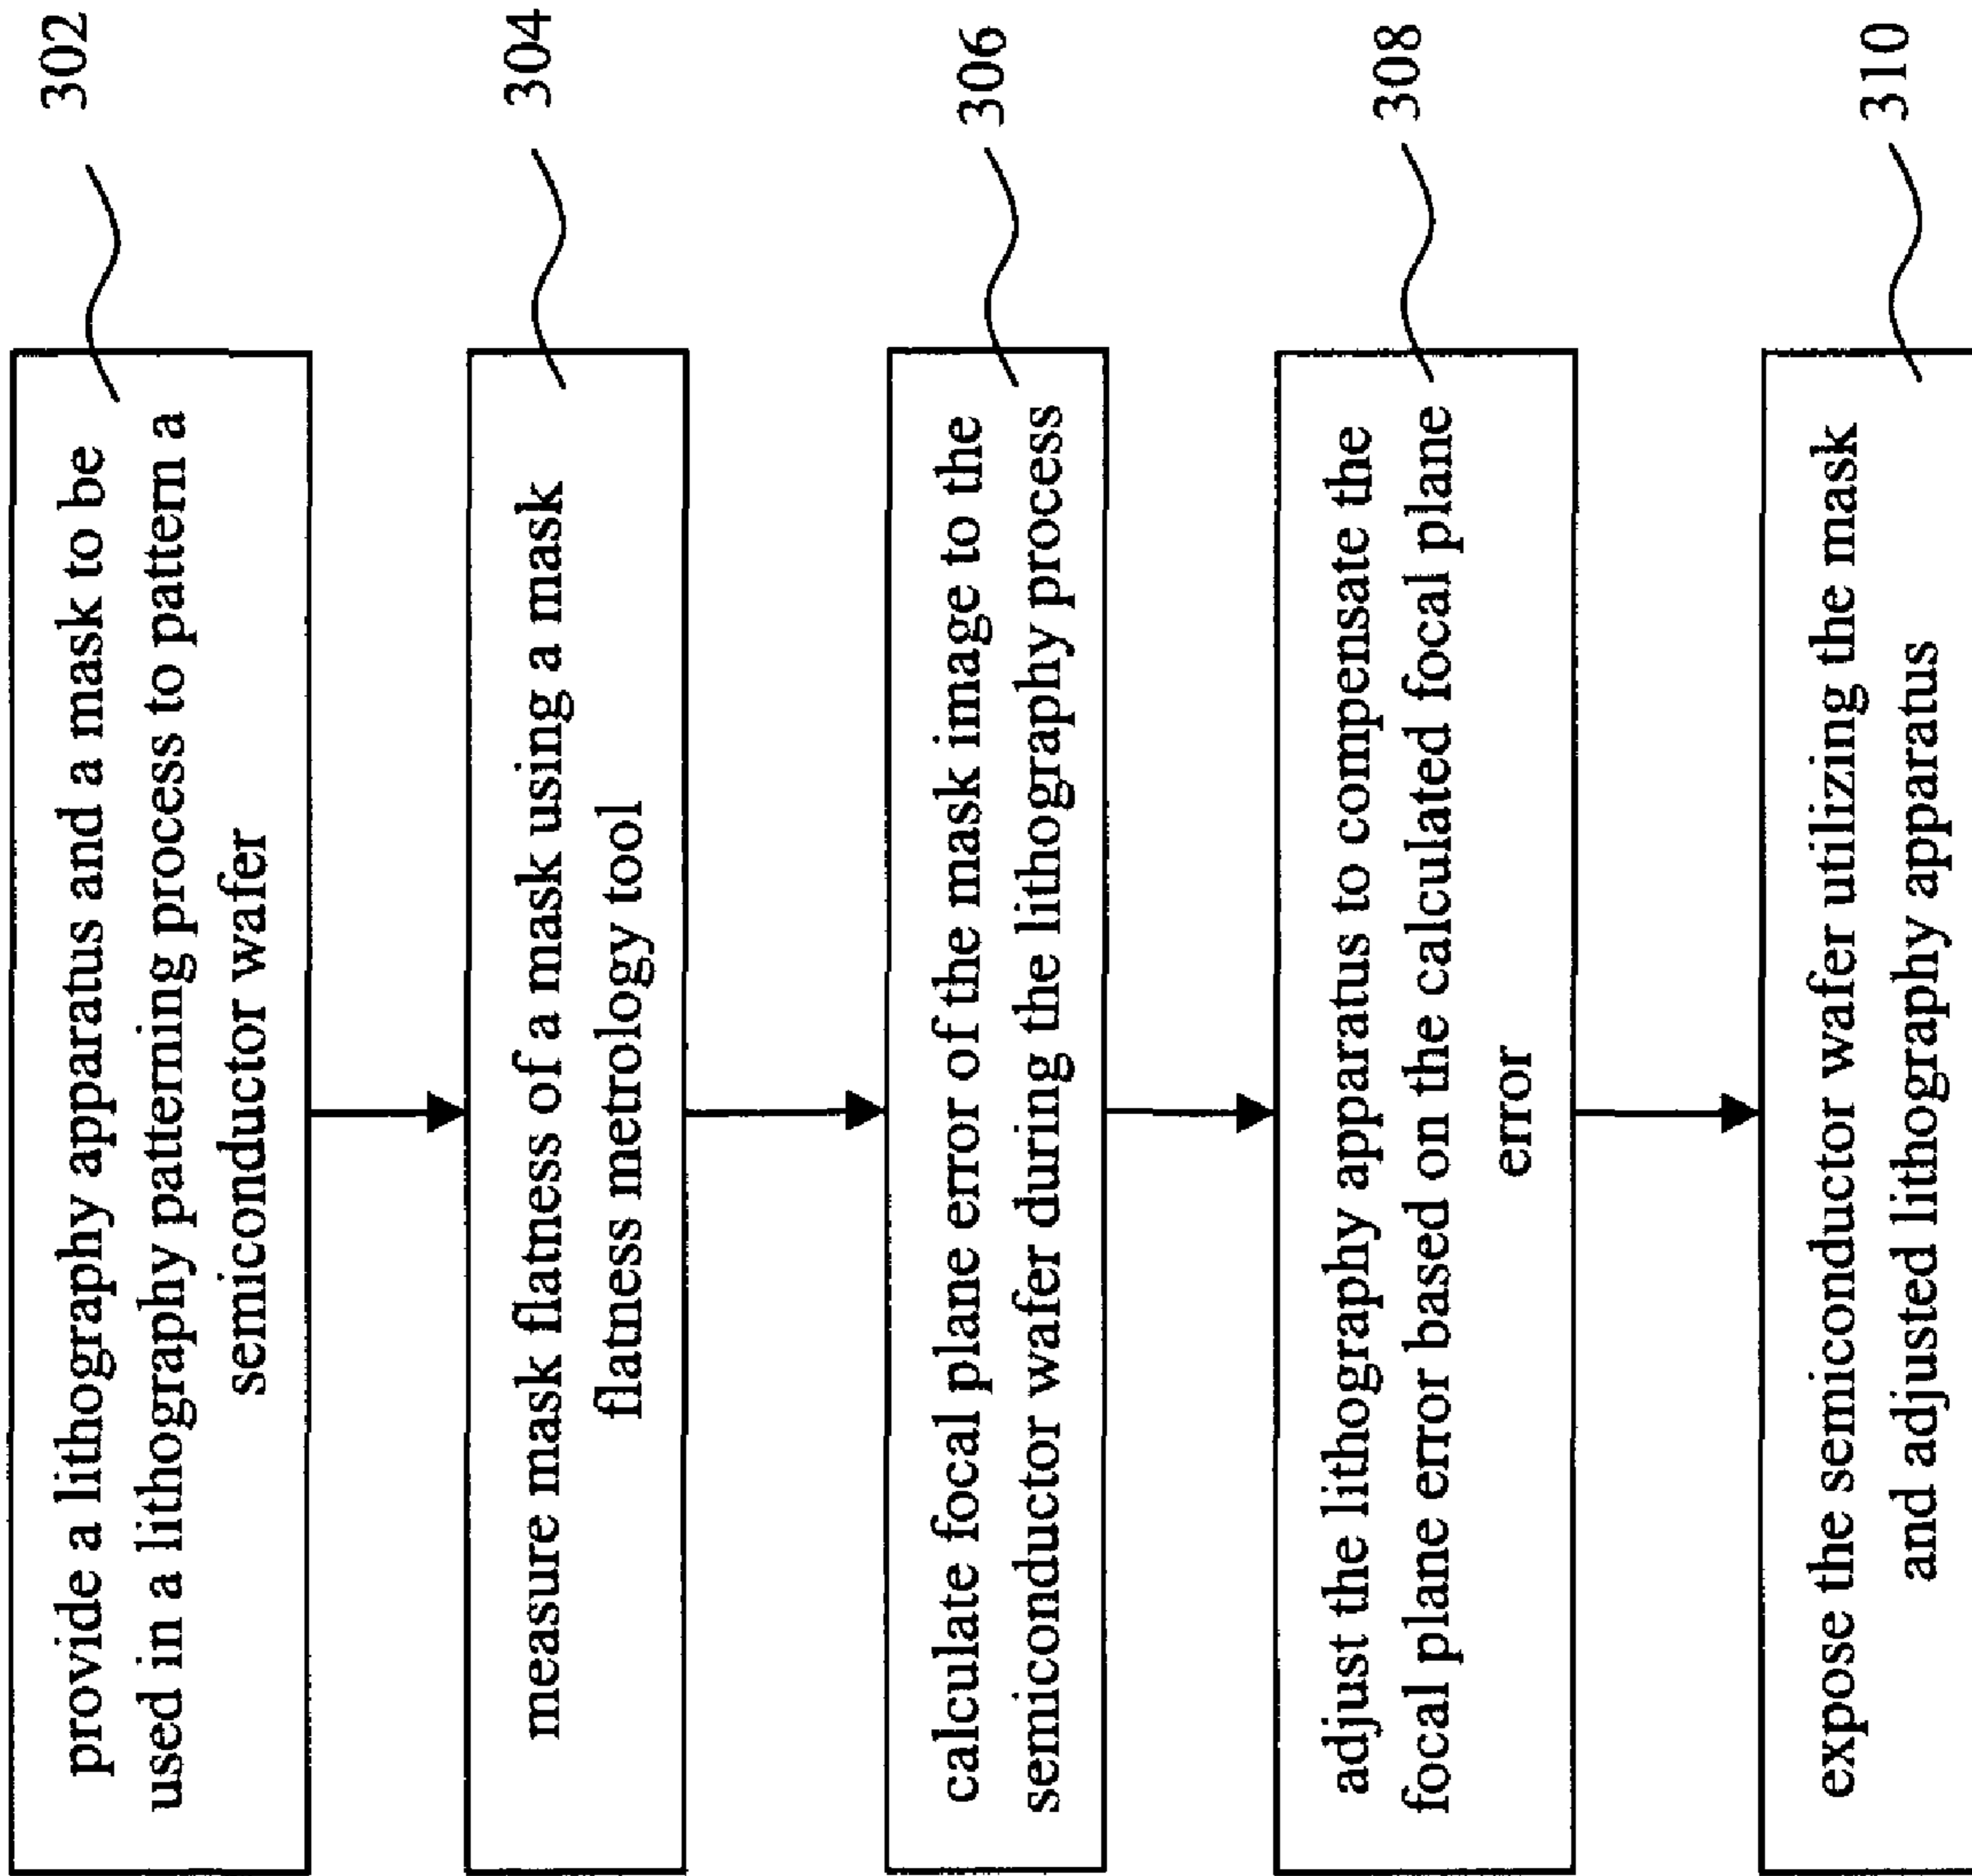 provide a lithography apparatus and a mask to be
used in a lithography patterning process to pattern a
semiconductor wafer
302
measure mask flatness of a mask using a mask
flatness metrology tool
304
calculate focal plane error of the mask image to the
semiconductor wafer during the lithography process
306
adjust the lithography apparatus to compensate the
focal plane error based on the calculated focal plane
error
308
expose the semiconductor wafer utilizing the mask
and adjusted lithography apparatus
310